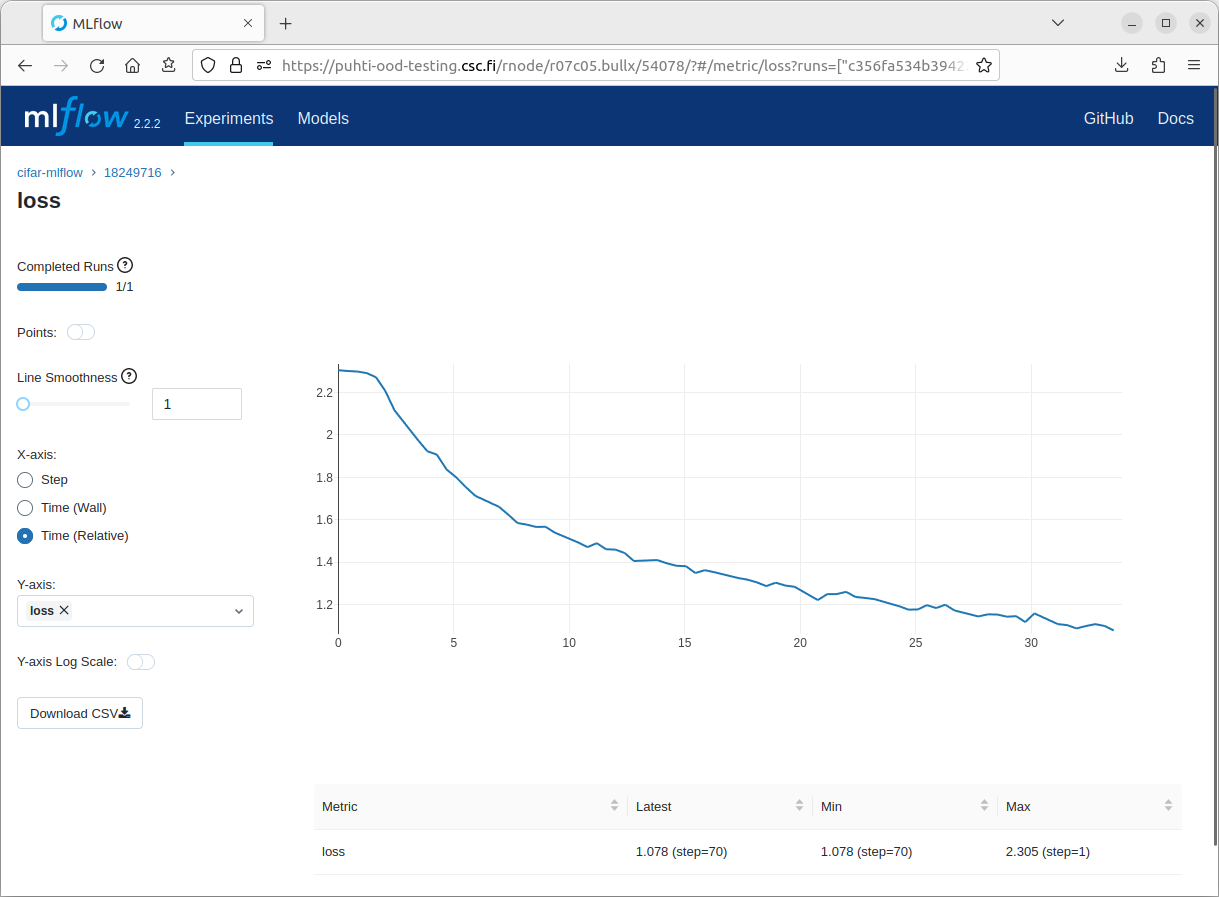 MLflow
https://puhti-ood-testing.csc.fi/rnode/r07c05.bullx/54078/?#/metric/loss?runs=["c356fa534b3942
mlflow 2.2.2 Experiments Models GitHub Docs
cifar-mlflow > 18249716 >
loss
Completed Runs ?
1/1
Points:
Line Smoothness ?
1
X-axis:
Step
Time (Wall)
Time (Relative)
Y-axis:
loss
Y-axis Log Scale:
Download CSV
2.2
2
1.8
1.6
1.4
1.2
0 5 10 15 20 25 30
Metric Latest Min Max
loss 1.078 (step=70) 1.078 (step=70) 2.305 (step=1)